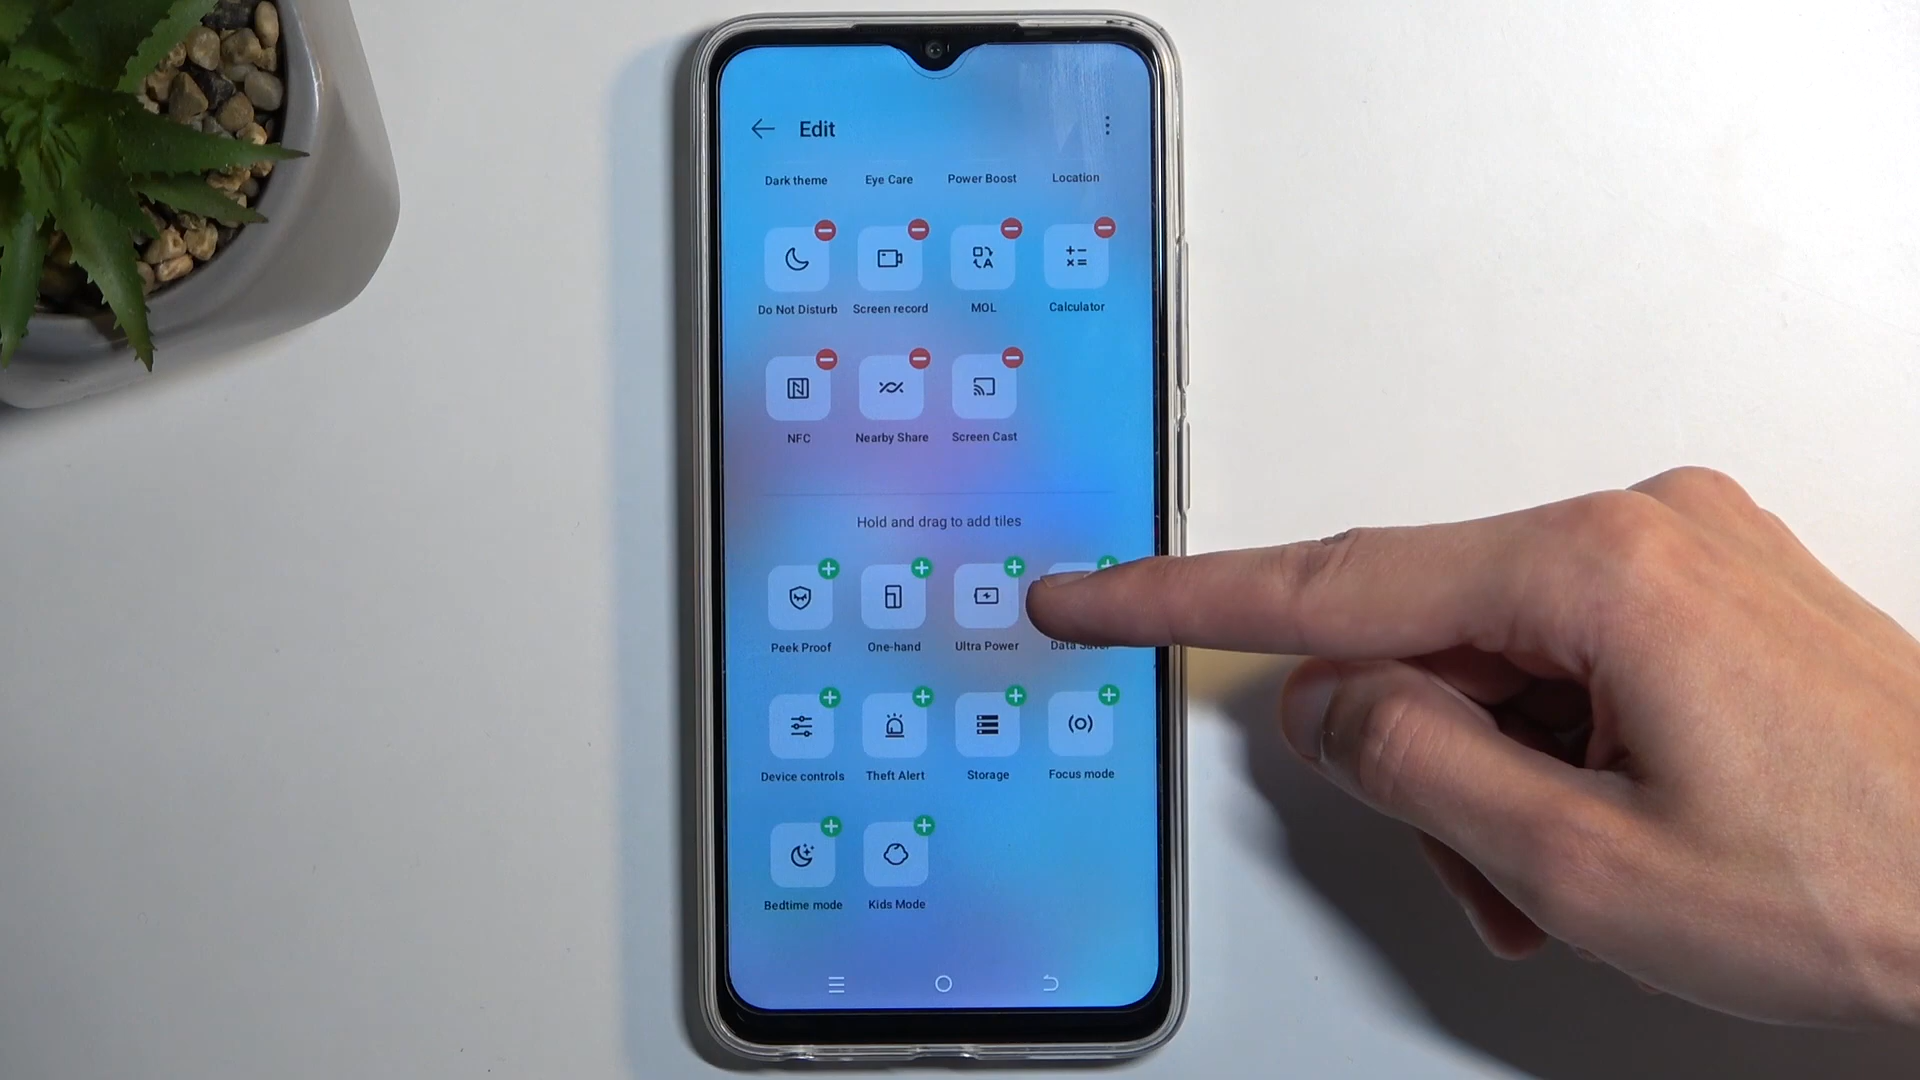 Edit
Dark theme Eye Care Power Boost Location
Do Not Disturb Screen record MOL Calculator
NFC Nearby Share Screen Cast
Hold and drag to add tiles
Peek Proof One-hand Ultra Power Data Saver
Device controls Theft Alert Storage Focus mode
Bedtime mode Kids Mode